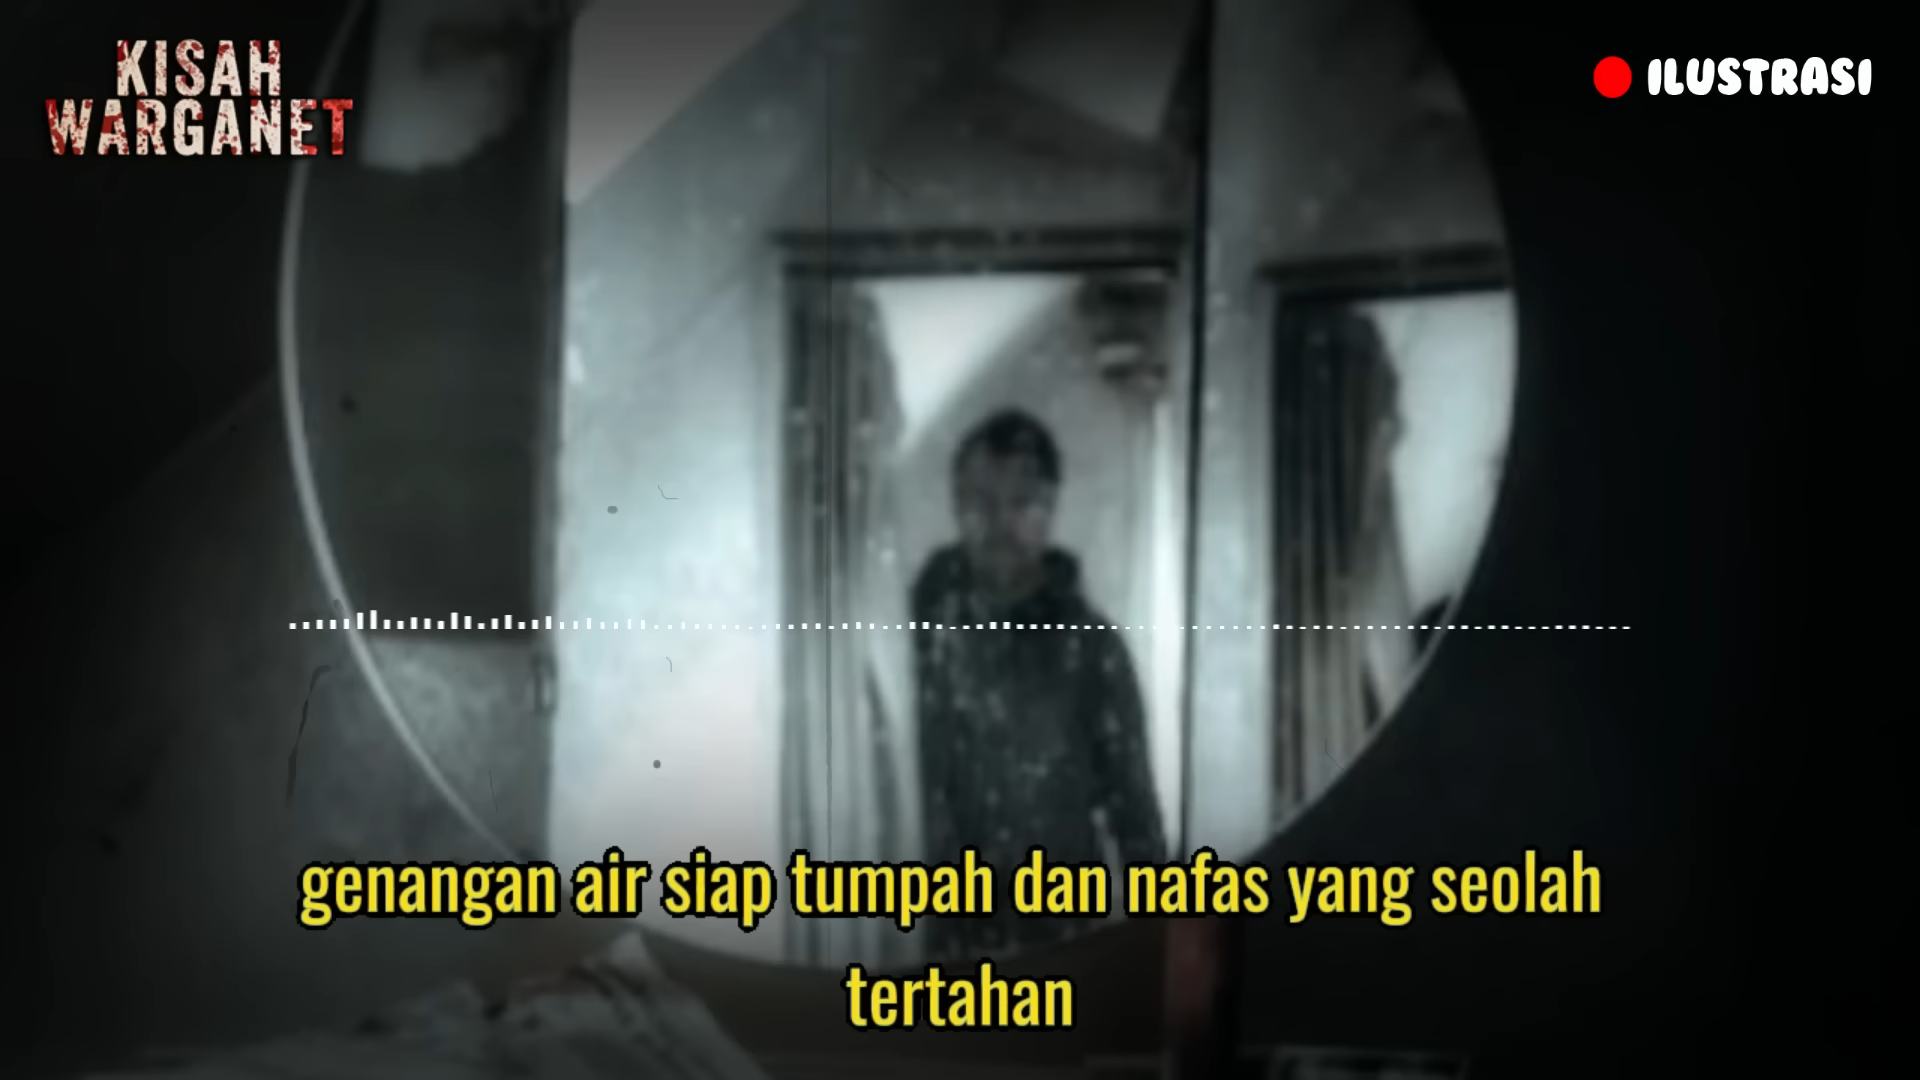 KISAH
WARGANET
ILUSTRASI
genangan air siap tumpah dan nafas yang seolah
tertahan